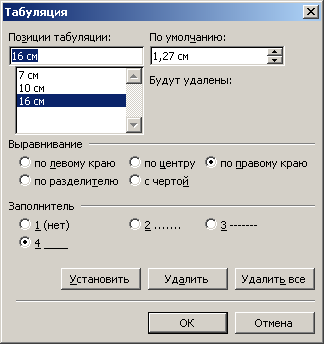 Табуляция
Позиции табуляции: По умолчанию:
16 см 1,27 см
7 см Будут удалены:
10 см
16 см
Выравнивание
по левому краю по центру по правому краю
по разделителю с чертой
Заполнитель
1 (нет) 2 ....... 3 -------
4 ____
Установить Удалить Удалить все
ОК Отмена